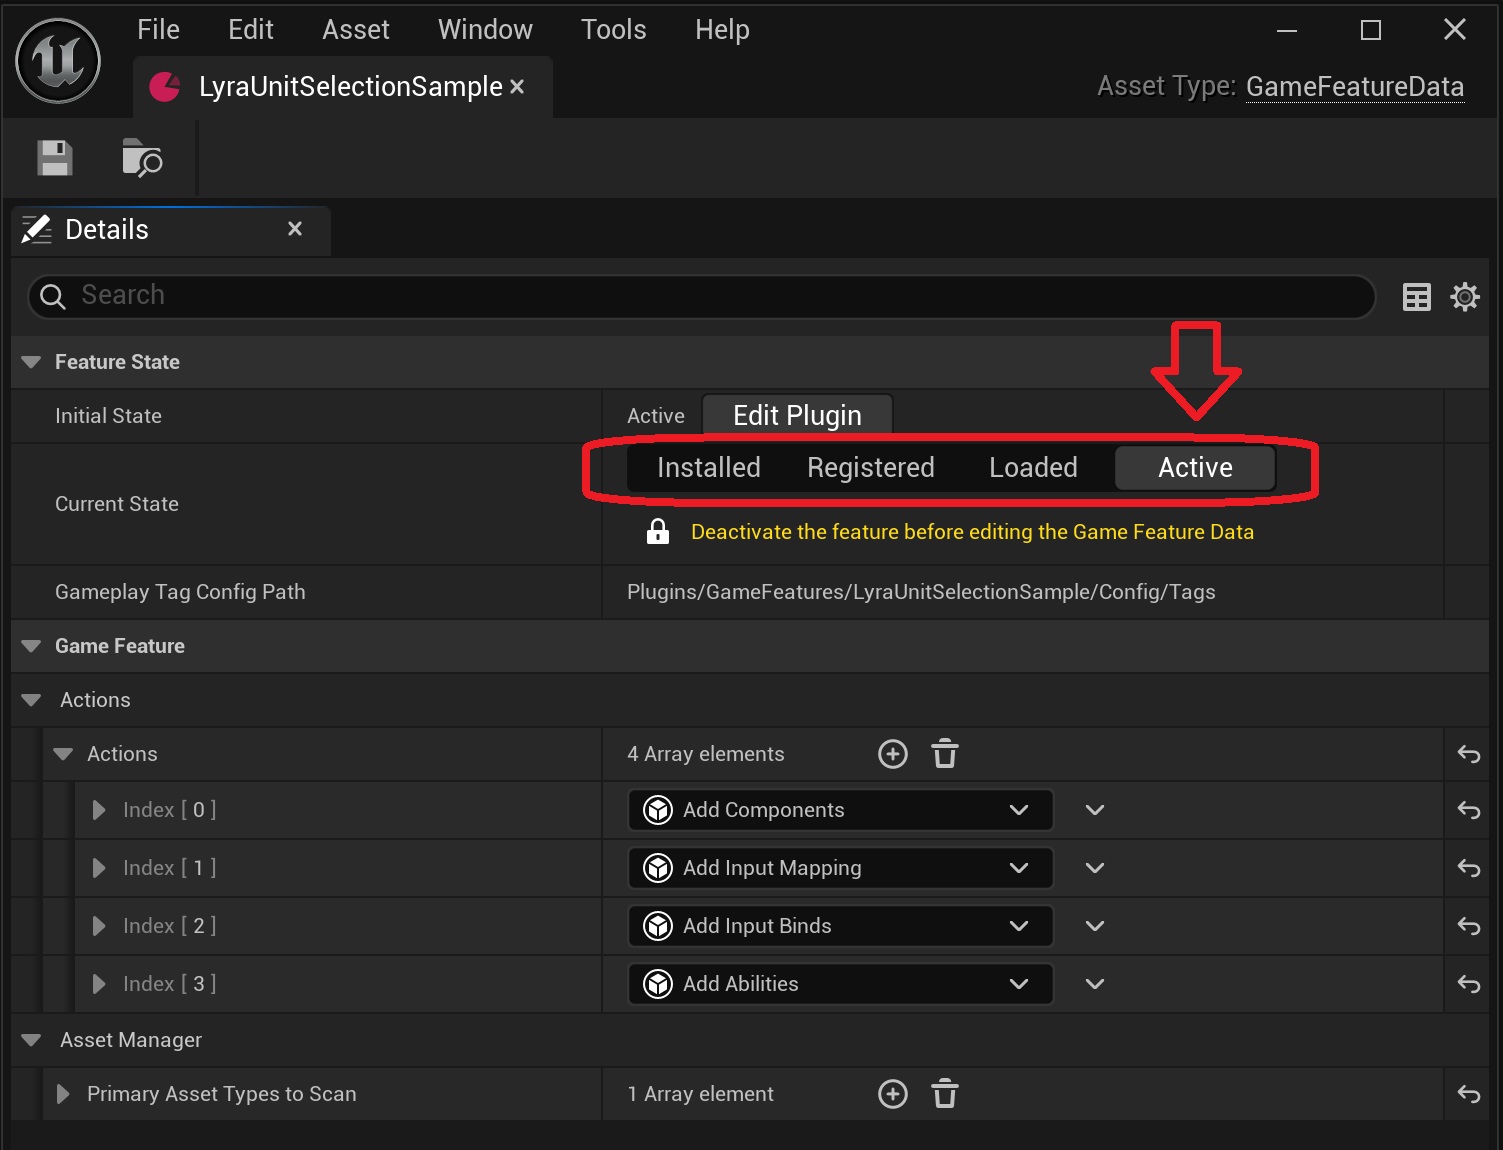 File Edit Asset Window Tools Help
LyraUnitSelectionSample
Asset Type: GameFeatureData
Details
Search
Feature State
Initial State Active Edit Plugin
Installed Registered Loaded Active
Current State
Deactivate the feature before editing the Game Feature Data
Gameplay Tag Config Path Plugins/GameFeatures/LyraUnitSelectionSample/Config/Tags
Game Feature
Actions
Actions 4 Array elements
Index [ 0 ] Add Components
Index [ 1 ] Add Input Mapping
Index [ 2 ] Add Input Binds
Index [ 3 ] Add Abilities
Asset Manager
Primary Asset Types to Scan 1 Array element